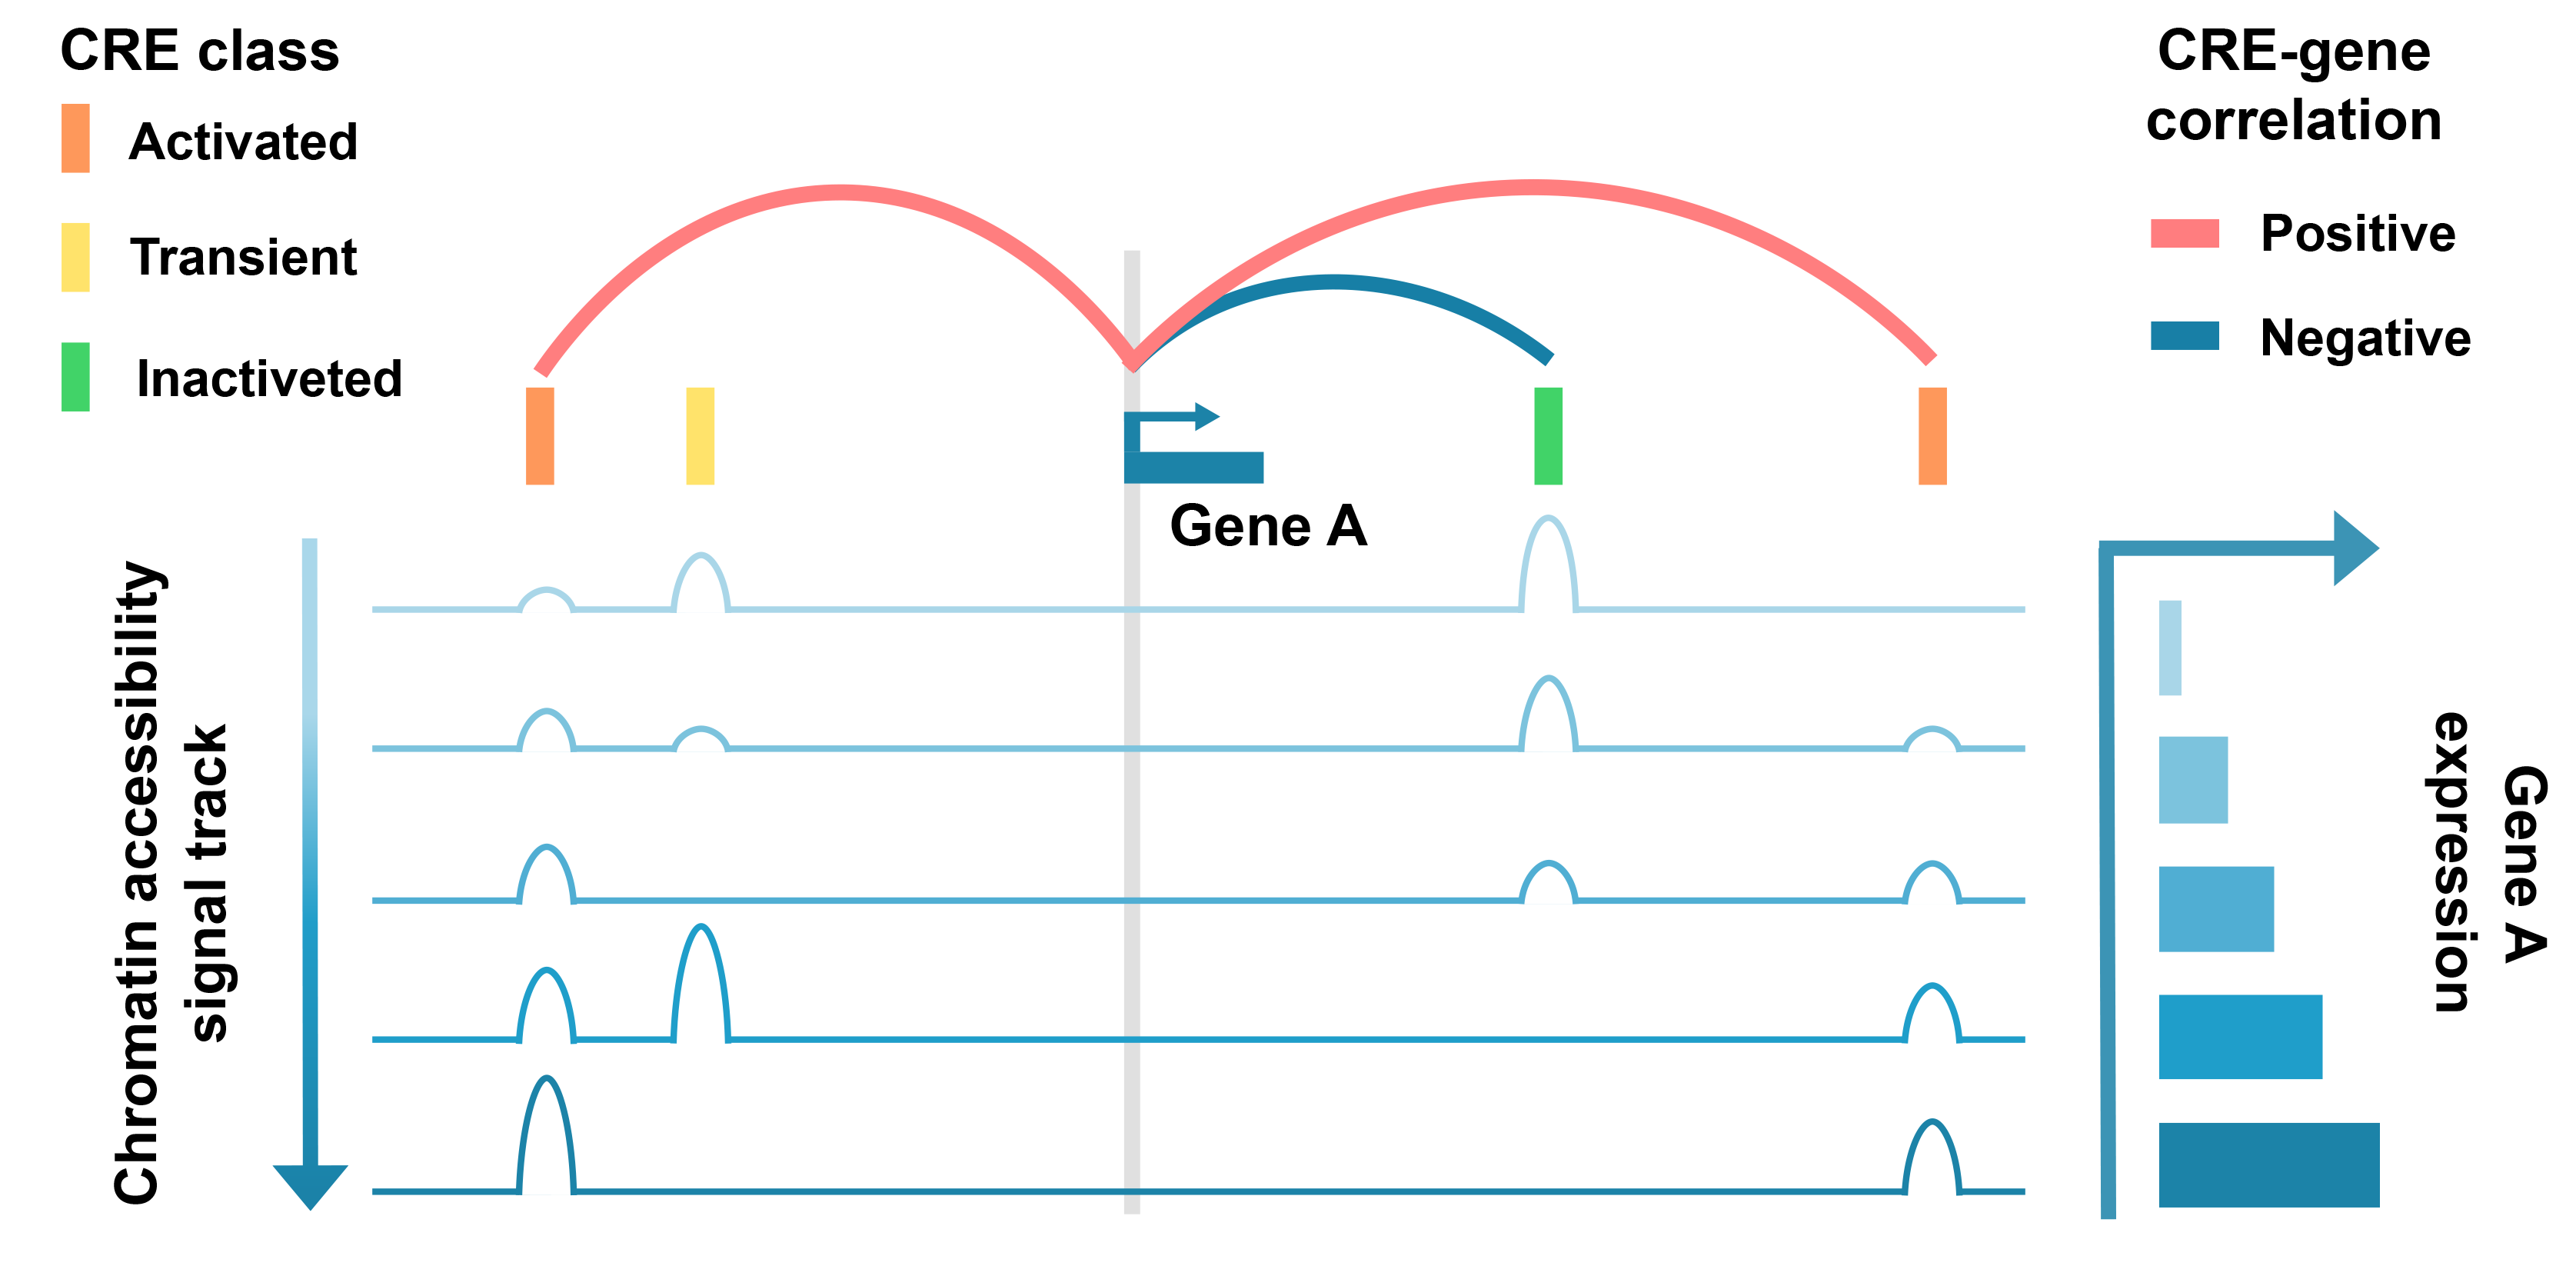 CRE class
Activated
Transient
Inactiveted
CRE-gene
correlation
Positive
Negative
Gene A
Chromatin accessibility
signal track
Gene A
expression